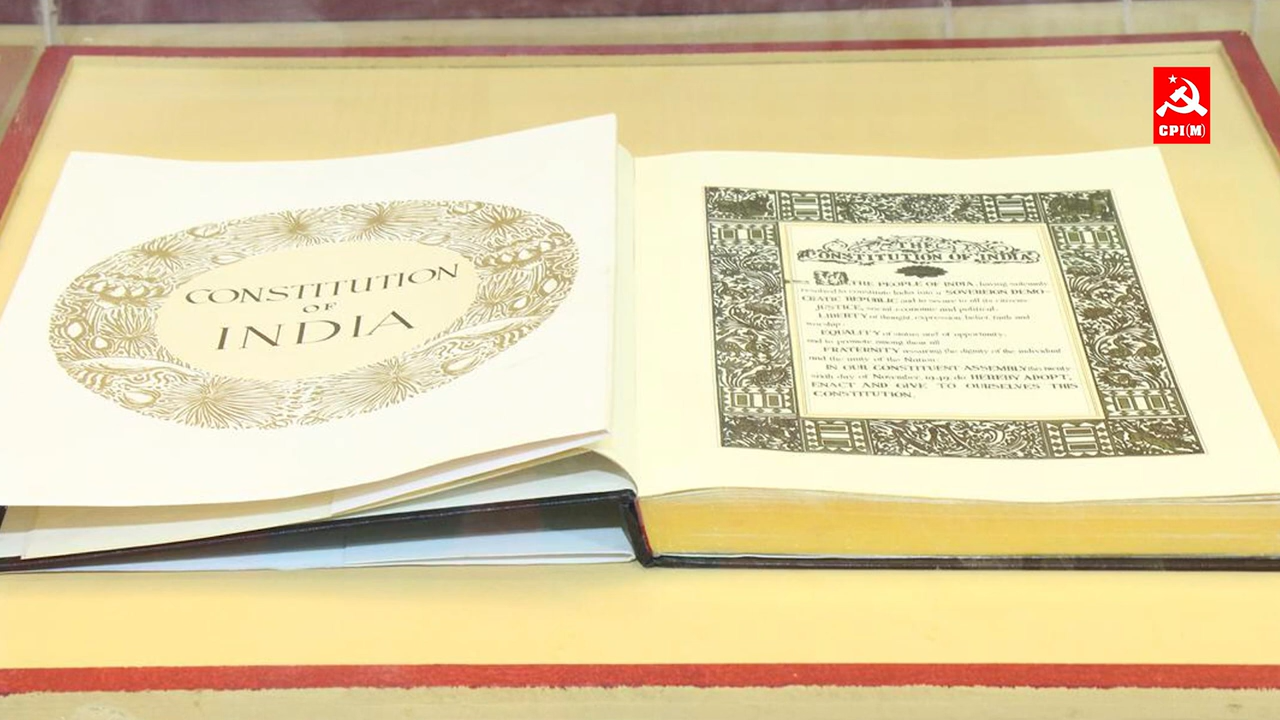 CONSTITUTION
OF
INDIA
THE
CONSTITUTION OF INDIA
WE, THE PEOPLE OF INDIA, having solemnly
resolved to constitute India into a SOVEREIGN DEMO-
CRATIC REPUBLIC and to secure to all its citizens:
JUSTICE, social, economic and political;
LIBERTY of thought, expression, belief, faith and
worship;
EQUALITY of status and of opportunity;
and to promote among them all
FRATERNITY assuring the dignity of the individual
and the unity of the Nation;
IN OUR CONSTITUENT ASSEMBLY this twenty
sixth day of November, 1949, do HEREBY ADOPT,
ENACT AND GIVE TO OURSELVES THIS
CONSTITUTION.
CPI(M)